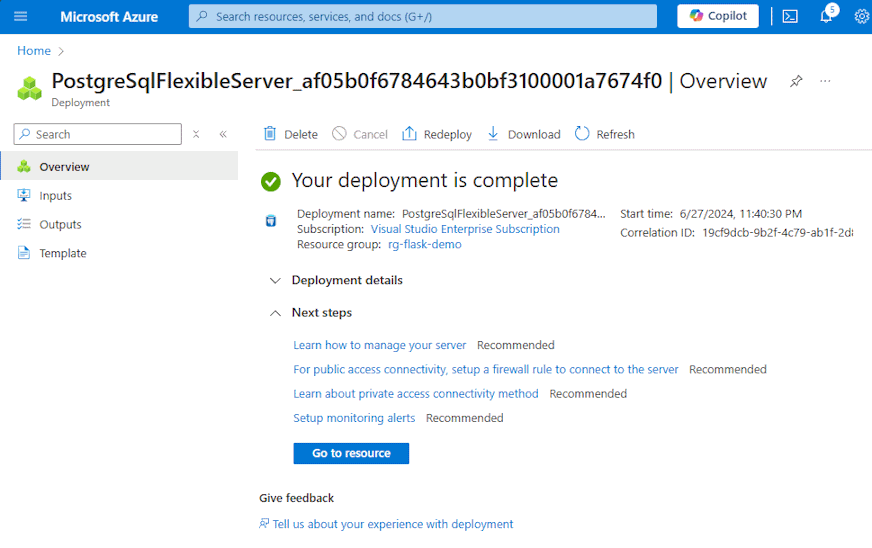 Microsoft Azure
Search resources, services, and docs (G+/)
Copilot
5
Home
PostgreSqlFlexibleServer_af05b0f6784643b0bf3100001a7674f0 | Overview
Deployment
Search
Delete
Cancel
Redeploy
Download
Refresh
Overview
Inputs
Outputs
Template
Your deployment is complete
Deployment name: PostgreSqlFlexibleServer_af05b0f6784...
Start time: 6/27/2024, 11:40:30 PM
Subscription: Visual Studio Enterprise Subscription
Correlation ID: 19cf9dcb-9b2f-4c79-ab1f-2d8
Resource group: rg-flask-demo
Deployment details
Next steps
Learn how to manage your server Recommended
For public access connectivity, setup a firewall rule to connect to the server Recommended
Learn about private access connectivity method Recommended
Setup monitoring alerts Recommended
Go to resource
Give feedback
Tell us about your experience with deployment